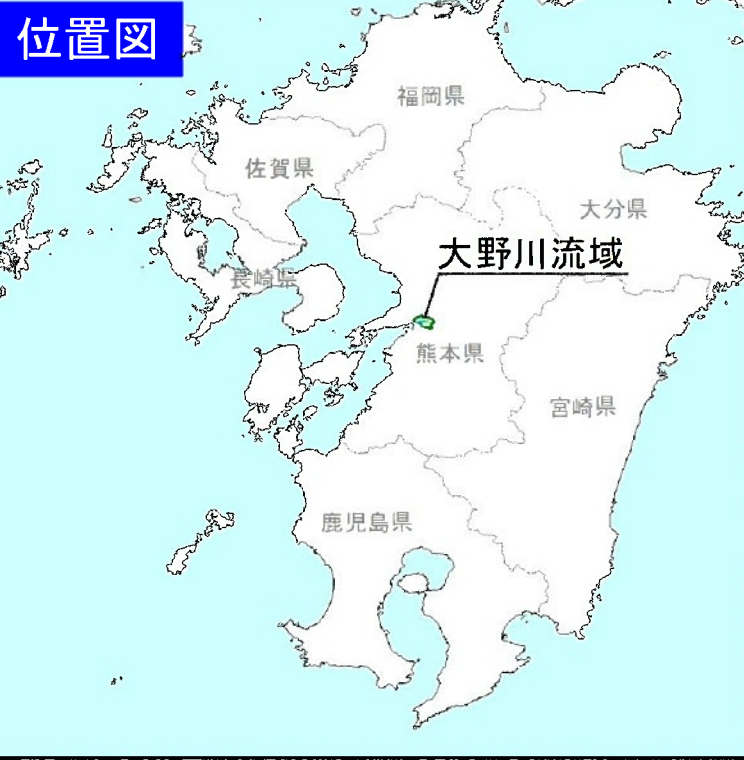 位置図
福岡県
佐賀県
大分県
大野川流域
長崎県
熊本県
宮崎県
鹿児島県